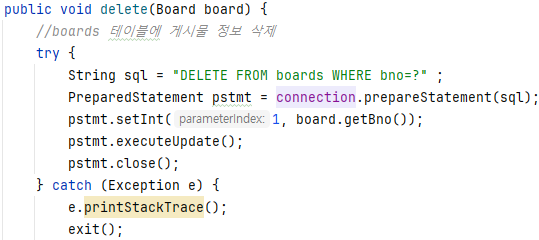 public void delete(Board board) {
//boards 테이블에 게시물 정보 삭제
try {
String sql = "DELETE FROM boards WHERE bno=?" ;
PreparedStatement pstmt = connection.prepareStatement(sql);
pstmt.setInt( parameterIndex: 1, board.getBno());
pstmt.executeUpdate();
pstmt.close();
} catch (Exception e) {
e.printStackTrace();
exit();